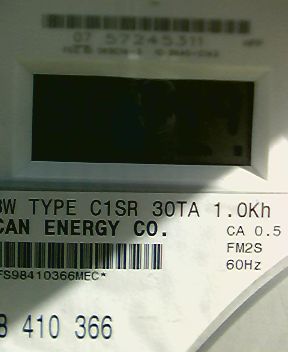 07 57245311
3W TYPE C1SR 30TA 1.0Kh
CAN ENERGY CO.
CA 0.5
FM2S
60Hz
FS98410366MEC*
8 410 366